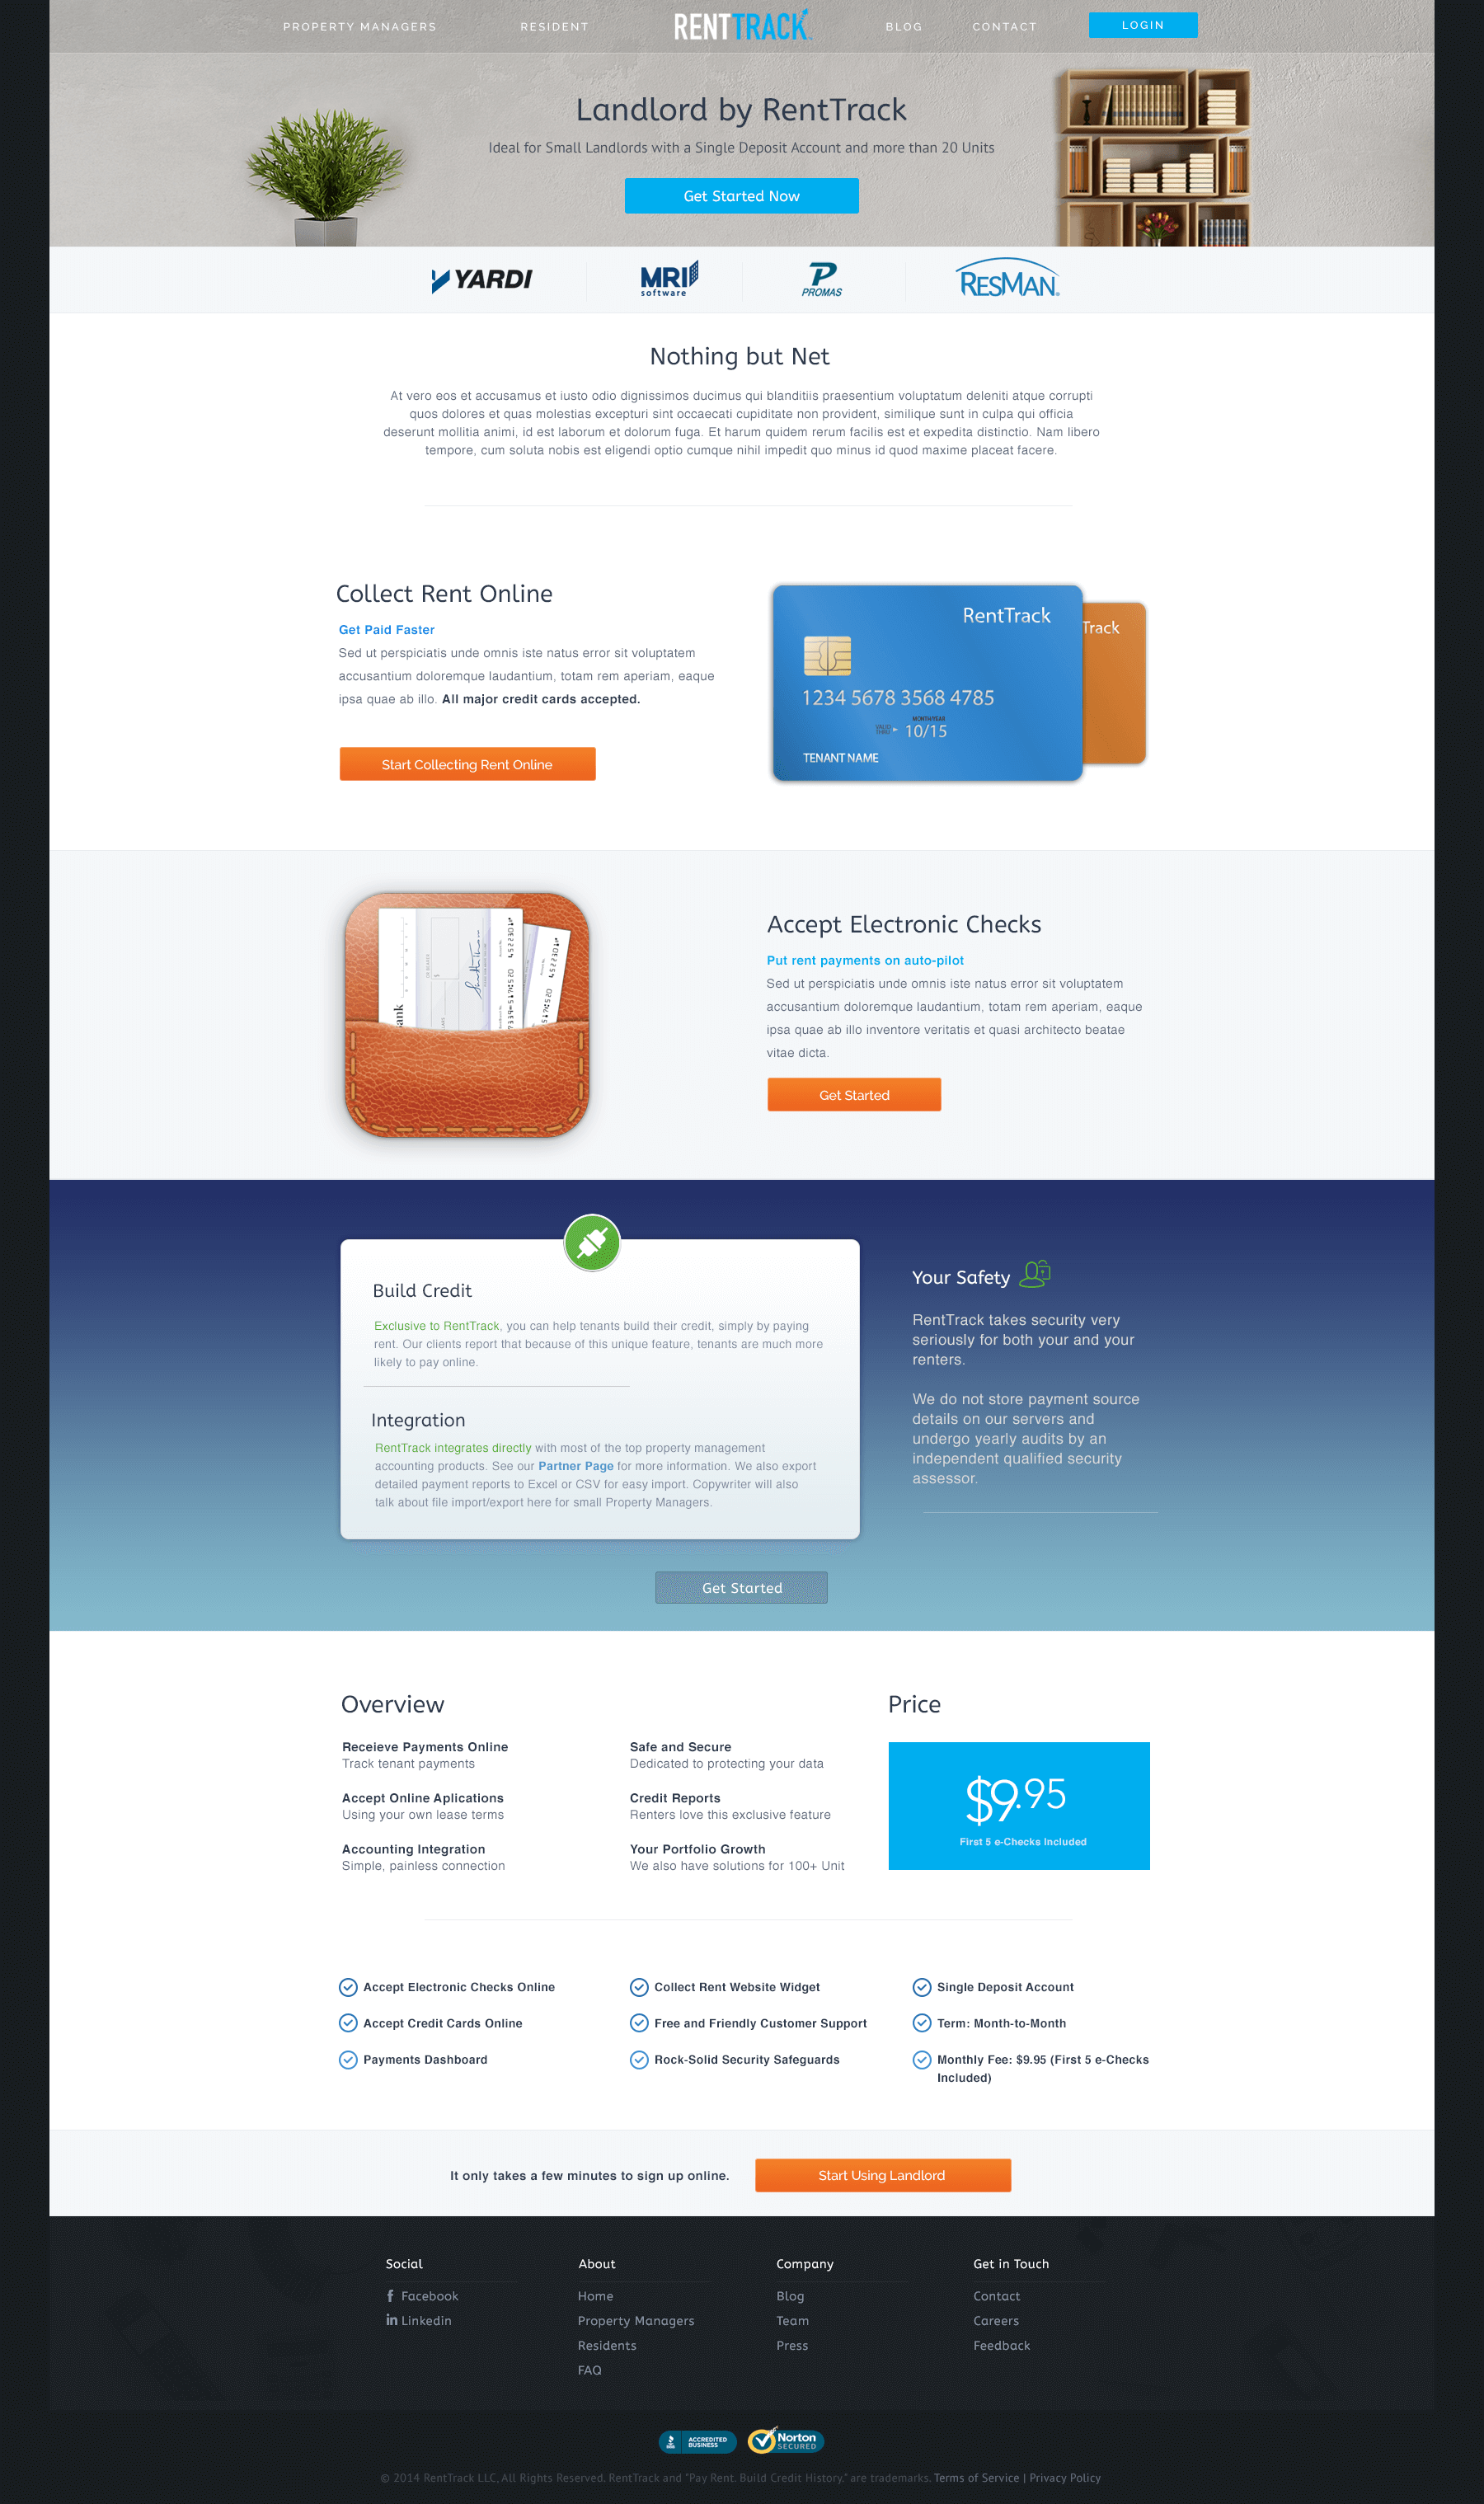 PROPERTY MANAGERS
RESIDENT
RENTTRACK
BLOG
CONTACT
LOGIN
Landlord by RentTrack
Ideal for Small Landlords with a Single Deposit Account and more than 20 Units
Get Started Now
YARDI
MRI
software
P
PROMAS
RESMAN®
Nothing but Net
At vero eos et accusamus et iusto odio dignissimos ducimus qui blanditiis praesentium voluptatum deleniti atque corrupti
quos dolores et quas molestias excepturi sint occaecati cupiditate non provident, similique sunt in culpa qui officia
deserunt mollitia animi, id est laborum et dolorum fuga. Et harum quidem rerum facilis est et expedita distinctio. Nam libero
tempore, cum soluta nobis est eligendi optio cumque nihil impedit quo minus id quod maxime placeat facere.
Collect Rent Online
Get Paid Faster
Sed ut perspiciatis unde omnis iste natus error sit voluptatem
accusantium doloremque laudantium, totam rem aperiam, eaque
ipsa quae ab illo. All major credit cards accepted.
Start Collecting Rent Online
RentTrack
Track
1234 5678 3568 4785
MONTH/YEAR
VALID
THRU
10/15
TENANT NAME
ank
Accept Electronic Checks
Put rent payments on auto-pilot
Sed ut perspiciatis unde omnis iste natus error sit voluptatem
accusantium doloremque laudantium, totam rem aperiam, eaque
ipsa quae ab illo inventore veritatis et quasi architecto beatae
vitae dicta.
Get Started
Build Credit
Exclusive to RentTrack, you can help tenants build their credit, simply by paying
rent. Our clients report that because of this unique feature, tenants are much more
likely to pay online.
Integration
RentTrack integrates directly with most of the top property management
accounting products. See our Partner Page for more information. We also export
detailed payment reports to Excel or CSV for easy import. Copywriter will also
talk about file import/export here for small Property Managers.
Your Safety
RentTrack takes security very
seriously for both your and your
renters.
We do not store payment source
details on our servers and
undergo yearly audits by an
independent qualified security
assessor.
Get Started
Overview
Receieve Payments Online
Track tenant payments
Accept Online Aplications
Using your own lease terms
Accounting Integration
Simple, painless connection
Safe and Secure
Dedicated to protecting your data
Credit Reports
Renters love this exclusive feature
Your Portfolio Growth
We also have solutions for 100+ Unit
Price
$9.95
First 5 e-Checks Included
Accept Electronic Checks Online
Accept Credit Cards Online
Payments Dashboard
Collect Rent Website Widget
Free and Friendly Customer Support
Rock-Solid Security Safeguards
Single Deposit Account
Term: Month-to-Month
Monthly Fee: $9.95 (First 5 e-Checks
Included)
It only takes a few minutes to sign up online.
Start Using Landlord
Social
f Facebook
in Linkedin
About
Home
Property Managers
Residents
FAQ
Company
Blog
Team
Press
Get in Touch
Contact
Careers
Feedback
BBB
ACCREDITED
BUSINESS
Norton
SECURED
© 2014 RentTrack LLC, All Rights Reserved. RentTrack and "Pay Rent. Build Credit History." are trademarks. Terms of Service | Privacy Policy